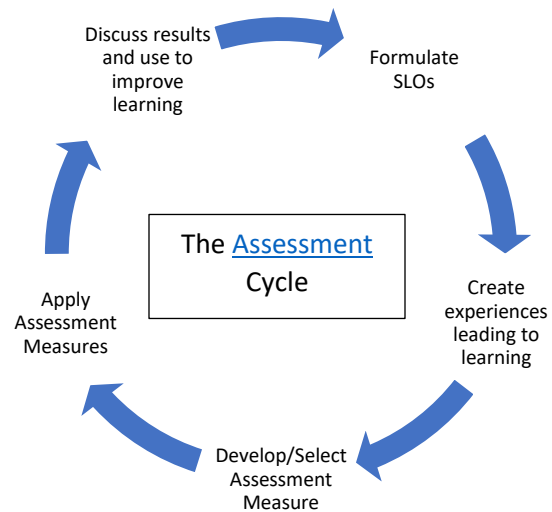 Discuss results
and use to
improve
learning
Formulate
SLOs
Create
experiences
leading to
learning
Develop/Select
Assessment
Measure
Apply
Assessment
Measures
The Assessment
Cycle